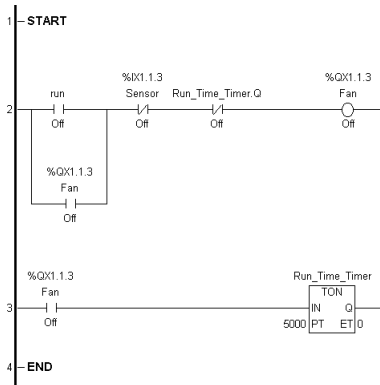 1 START
%IX1.1.3 %QX1.1.3
run Sensor Run_Time_Timer.Q Fan
2
Off Off Off Off
%QX1.1.3
Fan
Off
%QX1.1.3 Run_Time_Timer
Fan TON
3 IN Q
Off 5000 PT ET 0
4 END